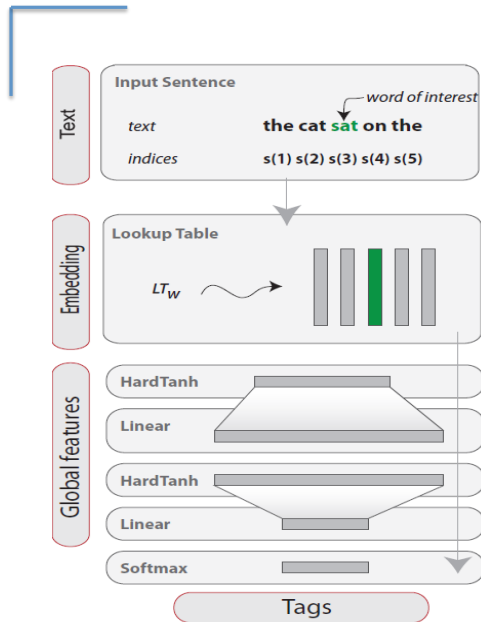 Text
Input Sentence
word of interest
text the cat sat on the
indices s(1) s(2) s(3) s(4) s(5)
Embedding
Lookup Table
LTw
Global features
HardTanh
Linear
HardTanh
Linear
Softmax
Tags